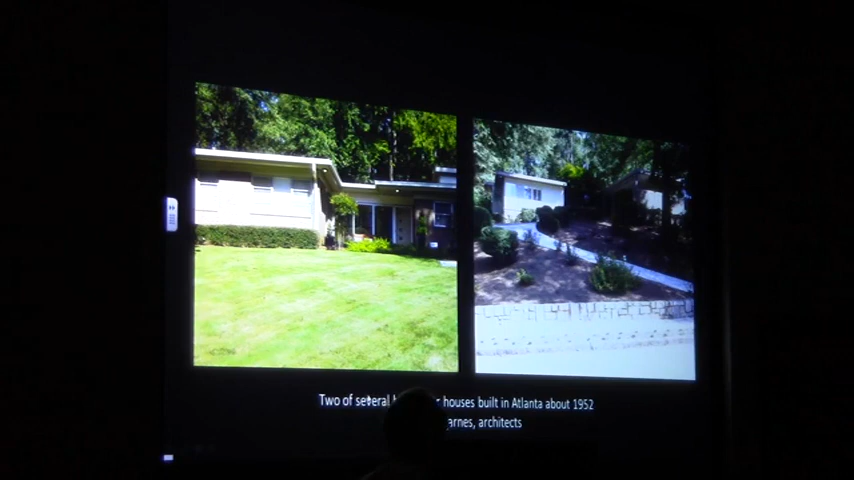 Two of several houses built in Atlanta about 1952
arnes, architects